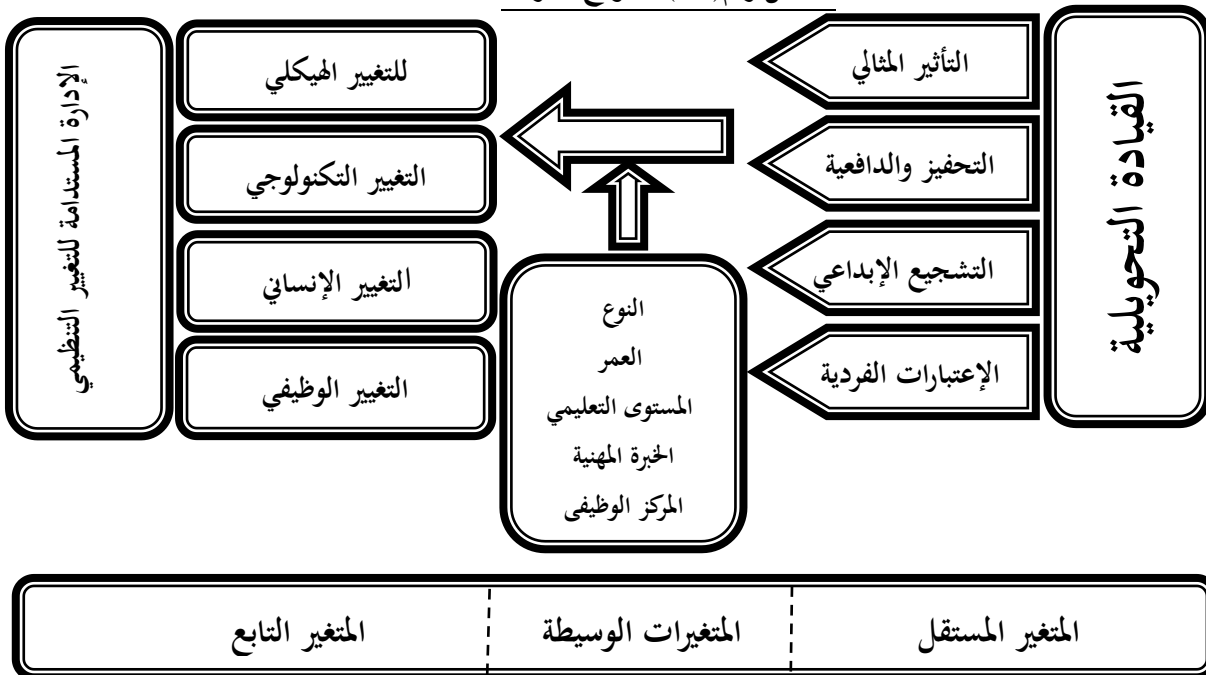 القيادة التحويلية
التأثير المثالي
التحفيز والدافعية
التشجيع الإبداعي
الإعتبارات الفردية
النوع
العمر
المستوى التعليمي
الخبرة المهنية
المركز الوظيفى
للتغيير الهيكلي
التغيير التكنولوجي
التغيير الإنساني
التغيير الوظيفي
الإدارة المستدامة للتغيير التنظيمي
المتغير المستقل
المتغيرات الوسيطة
المتغير التابع